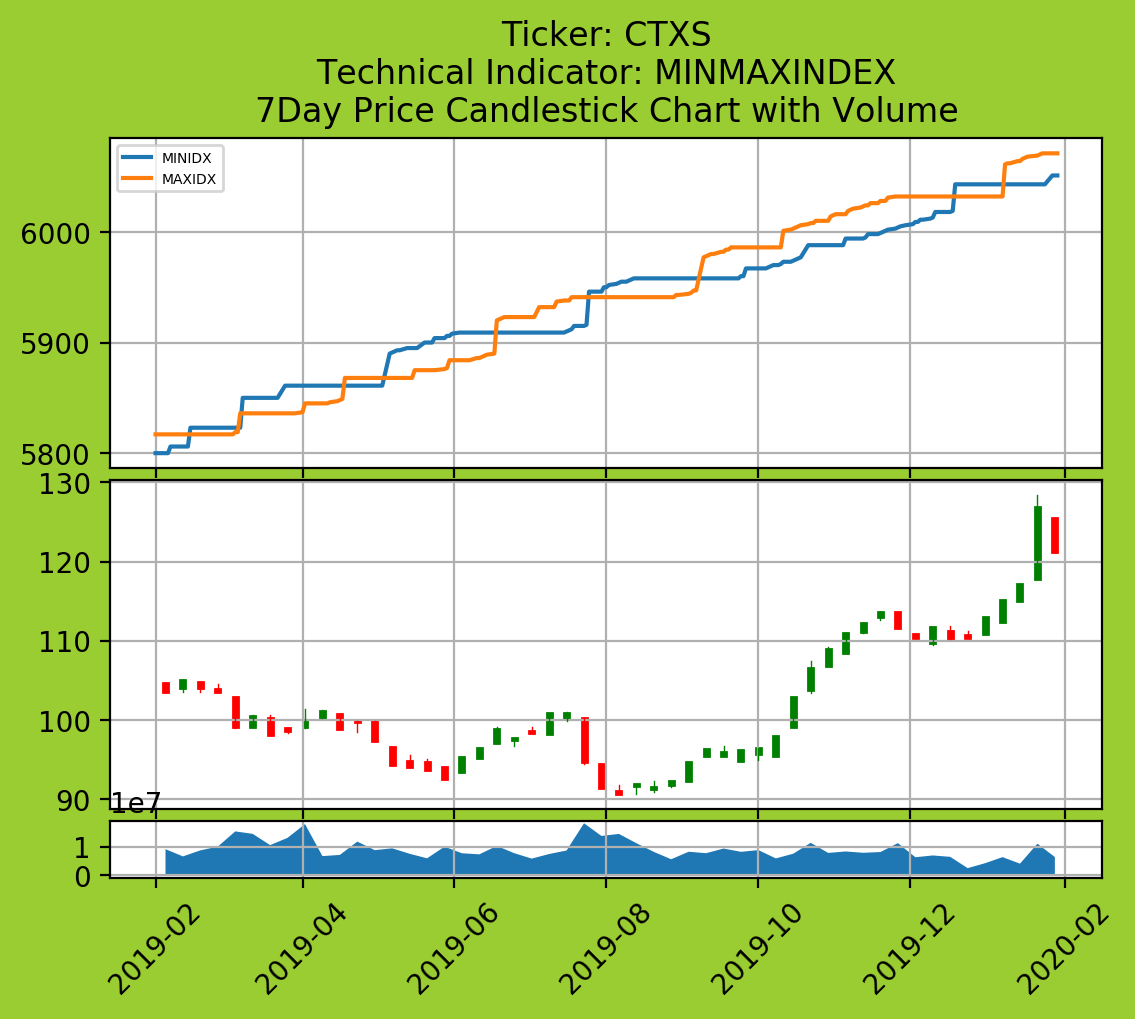 Ticker: CTXS
Technical Indicator: MINMAXINDEX
7Day Price Candlestick Chart with Volume
MINIDX
MAXIDX
6000
5900
5800
130
120
110
100
90
1e7
1
0
2019-02
2019-04
2019-06
2019-08
2019-10
2019-12
2020-02